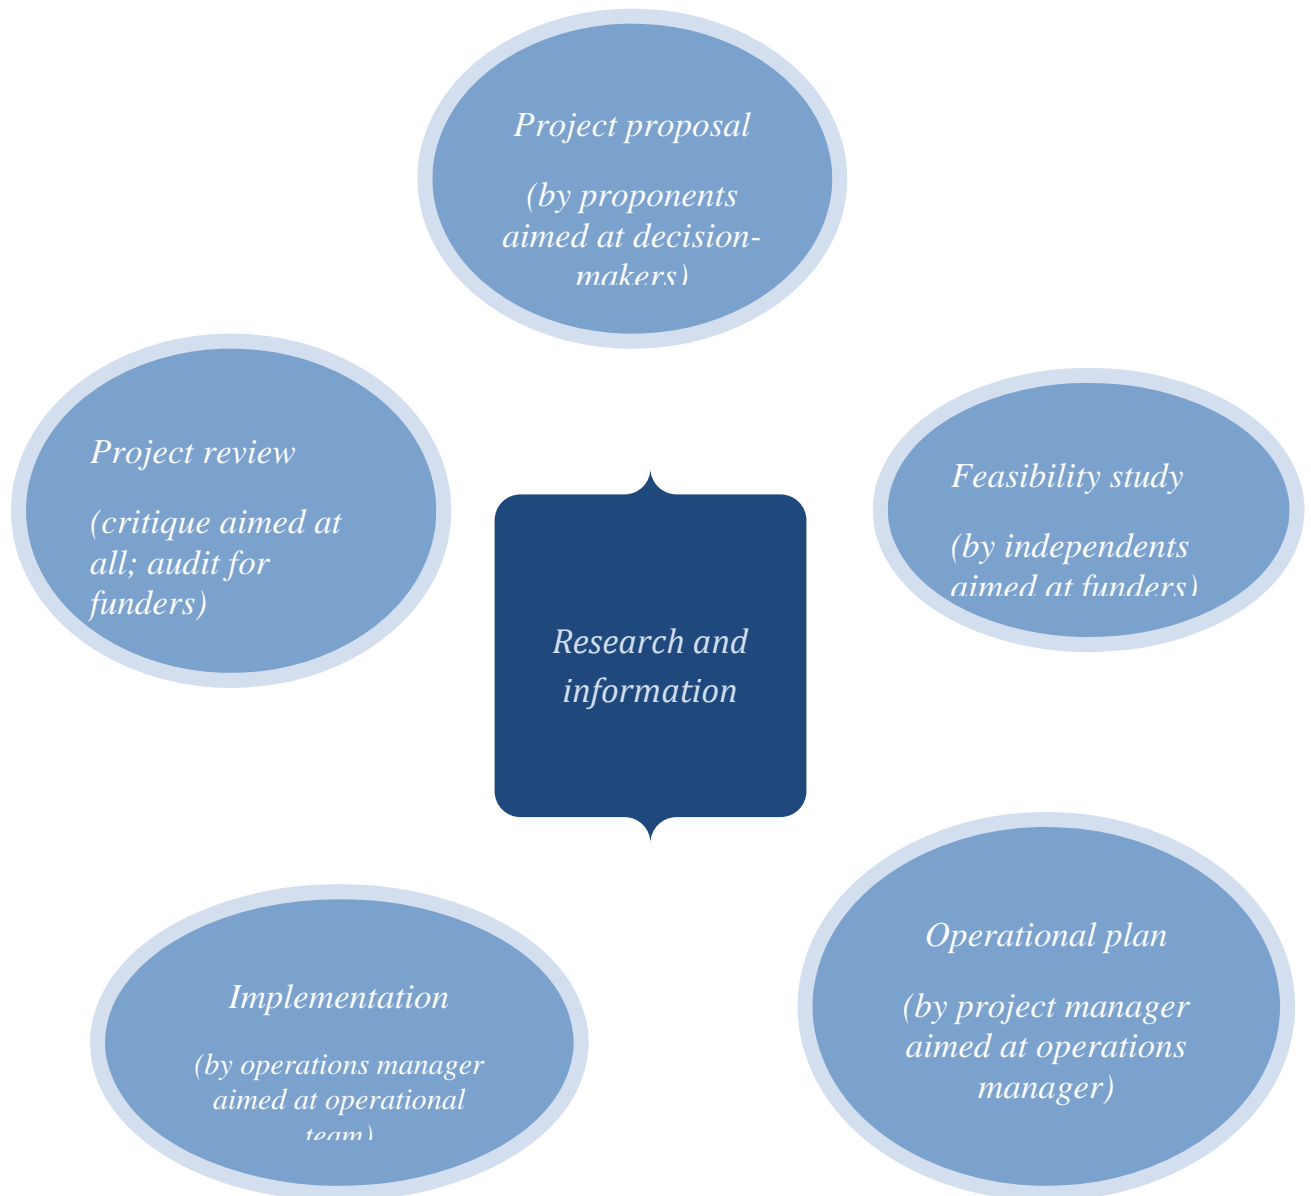 Project proposal
(by proponents
aimed at decision-
makers)
Project review
(critique aimed at
all; audit for
funders)
Feasibility study
(by independents
aimed at funders)
Research and
information
Implementation
(by operations manager
aimed at operational
team)
Operational plan
(by project manager
aimed at operations
manager)